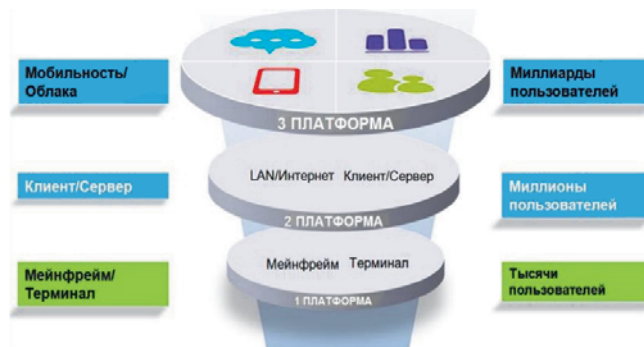 Мобильность/
Облака
3 ПЛАТФОРМА
Миллиарды
пользователей
Клиент/Сервер
LAN/Интернет Клиент/Сервер
2 ПЛАТФОРМА
Миллионы
пользователей
Мейнфрейм/
Терминал
Мейнфрейм Терминал
1 ПЛАТФОРМА
Тысячи
пользователей